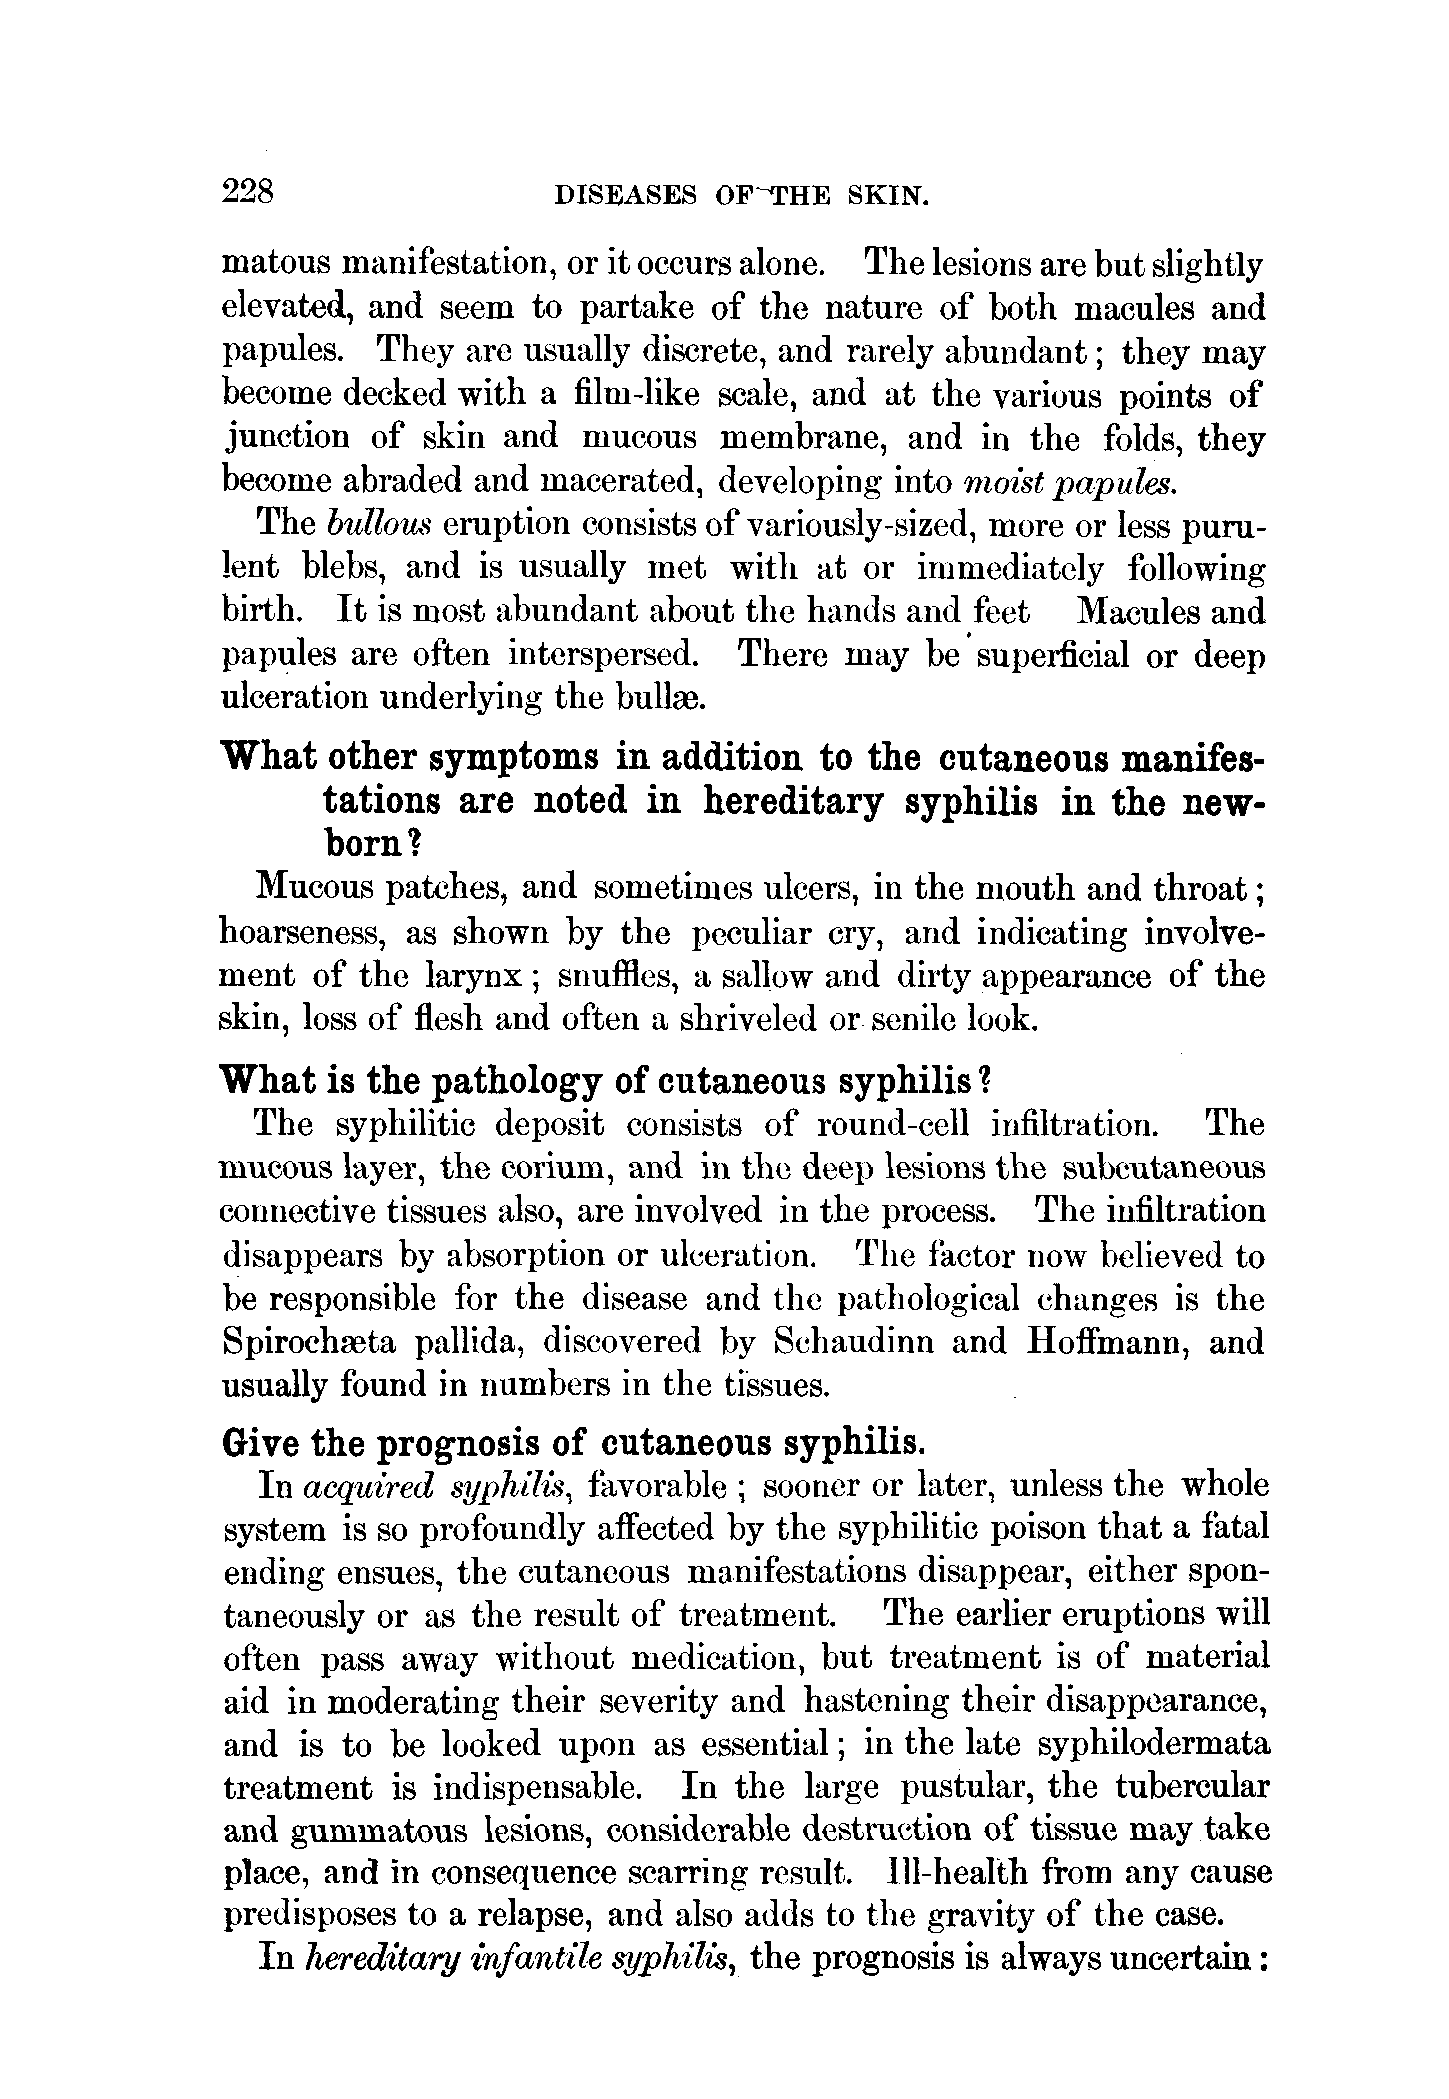 228 DISEASES OF THE SKIN.
matous manifestation, or it occurs alone. The lesions are but slightly
elevated, and seem to partake of the nature of both macules and
papules. They are usually discrete, and rarely abundant; they may
become decked with a film-like scale, and at the various points of
junction of skin and mucous membrane, and in the folds, they
become abraded and macerated, developing into moist papules.
The bullous eruption consists of variously-sized, more or less puru-
lent blebs, and is usually met with at or immediately following
birth. It is most abundant about the hands and feet Macules and
papules are often interspersed. There may be superficial or deep
ulceration underlying the bullæ.
What other symptoms in addition to the cutaneous manifes-
tations are noted in hereditary syphilis in the new-
born?
Mucous patches, and sometimes ulcers, in the mouth and throat;
hoarseness, as shown by the peculiar cry, and indicating involve-
ment of the larynx; snuffles, a sallow and dirty appearance of the
skin, loss of flesh and often a shriveled or senile look.
What is the pathology of cutaneous syphilis?
The syphilitic deposit consists of round-cell infiltration. The
mucous layer, the corium, and in the deep lesions the subcutaneous
connective tissues also, are involved in the process. The infiltration
disappears by absorption or ulceration. The factor now believed to
be responsible for the disease and the pathological changes is the
Spirochæta pallida, discovered by Schaudinn and Hoffmann, and
usually found in numbers in the tissues.
Give the prognosis of cutaneous syphilis.
In acquired syphilis, favorable; sooner or later, unless the whole
system is so profoundly affected by the syphilitic poison that a fatal
ending ensues, the cutaneous manifestations disappear, either spon-
taneously or as the result of treatment. The earlier eruptions will
often pass away without medication, but treatment is of material
aid in moderating their severity and hastening their disappearance,
and is to be looked upon as essential; in the late syphilodermata
treatment is indispensable. In the large pustular, the tubercular
and gummatous lesions, considerable destruction of tissue may take
place, and in consequence scarring result. Ill-health from any cause
predisposes to a relapse, and also adds to the gravity of the case.
In hereditary infantile syphilis, the prognosis is always uncertain: